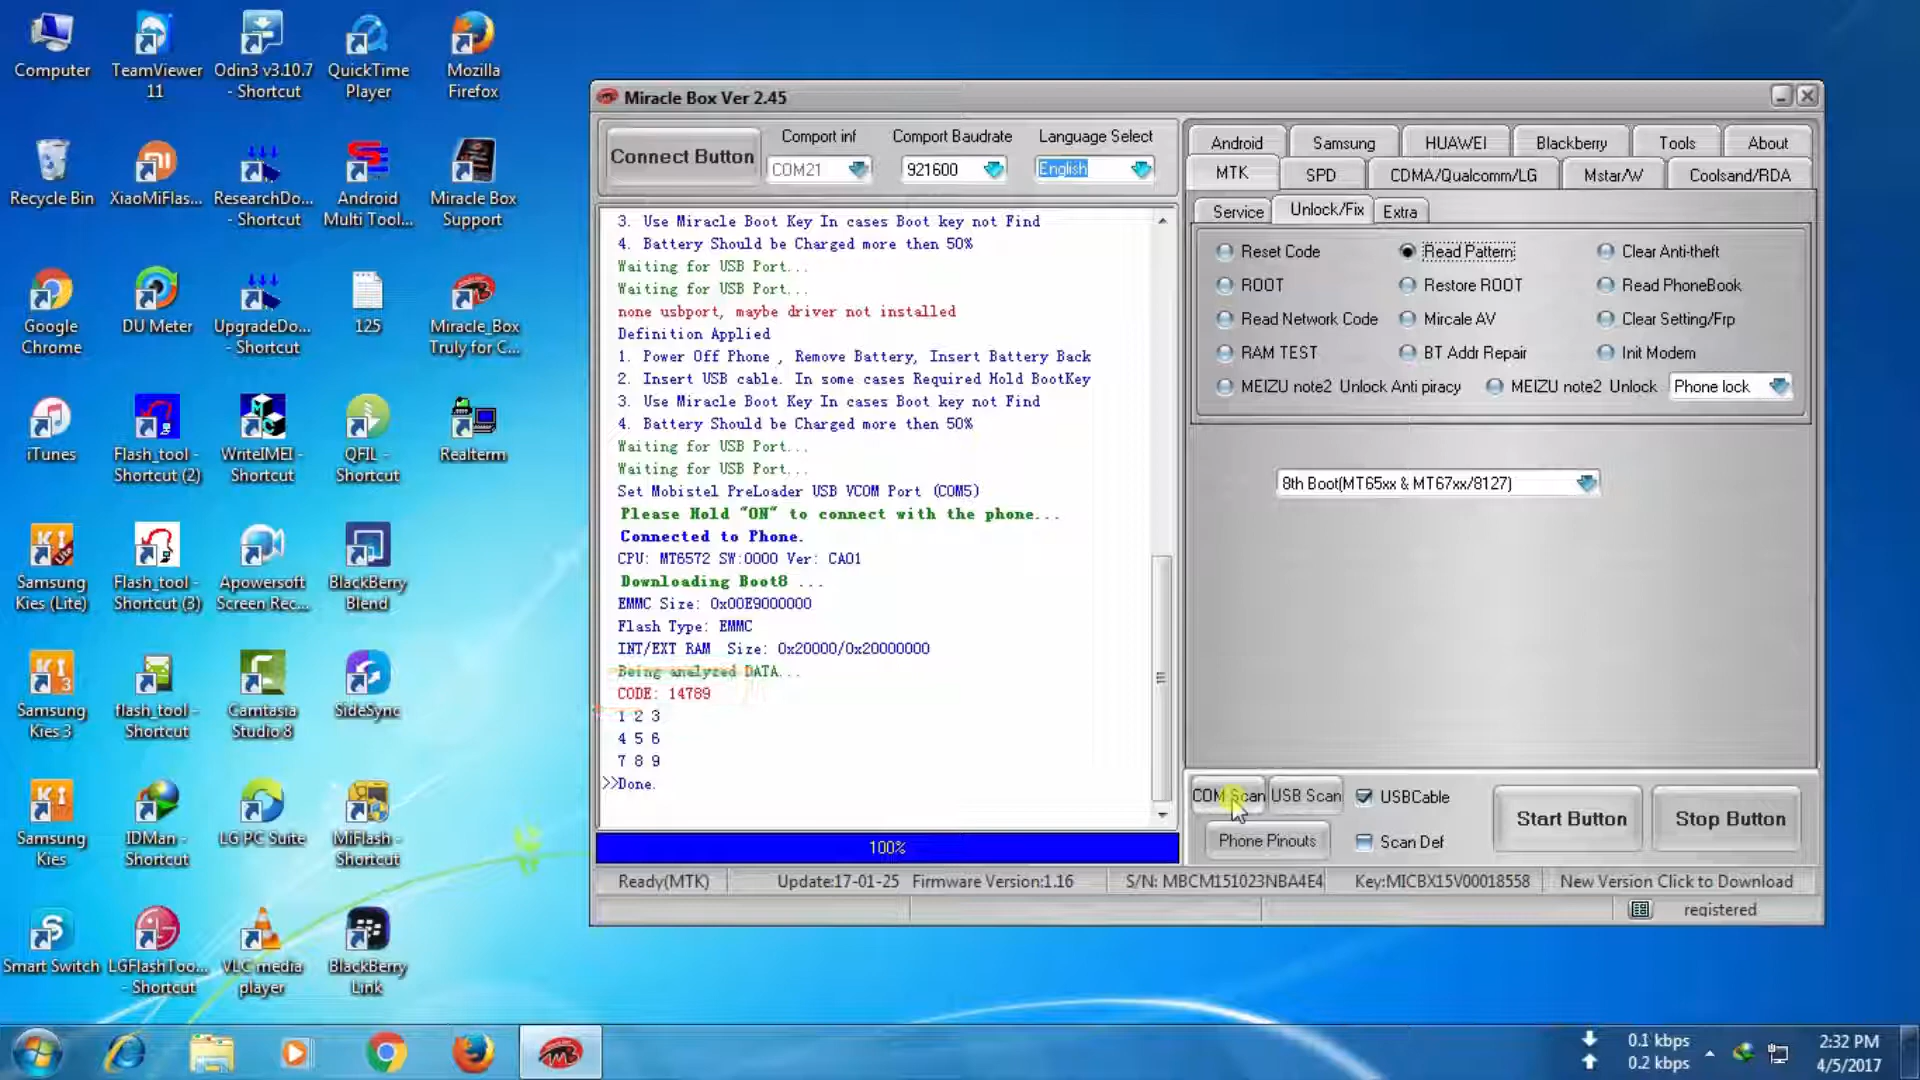 Computer
TeamViewer
11
Odin3 v3.10.7
- Shortcut
QuickTime
Player
Mozilla
Firefox
Recycle Bin
XiaoMiFlas...
ResearchDo...
- Shortcut
Android
Multi Tool...
Miracle Box
Support
Google
Chrome
DU Meter
UpgradeDo...
- Shortcut
125
Miracle_Box
Truly for C...
iTunes
Flash_tool -
Shortcut (2)
WriteIMEI -
Shortcut
QFIL -
Shortcut
Realterm
Samsung
Kies (Lite)
Flash_tool -
Shortcut (3)
Apowersoft
Screen Rec...
BlackBerry
Blend
Samsung
Kies 3
flash_tool -
Shortcut
Camtasia
Studio 8
SideSync
Samsung
Kies
IDMan -
Shortcut
LG PC Suite
MiFlash -
Shortcut
Smart Switch
LGFlashToo...
- Shortcut
VLC media
player
BlackBerry
Link
Miracle Box Ver 2.45
Connect Button
Comport inf
COM21
Comport Baudrate
921600
Language Select
English
3. Use Miracle Boot Key In cases Boot key not Find
4. Battery Should be Charged more then 50%
Waiting for USB Port...
Waiting for USB Port...
none usbport, maybe driver not installed
Definition Applied
1. Power Off Phone , Remove Battery, Insert Battery Back
2. Insert USB cable. In some cases Required Hold BootKey
3. Use Miracle Boot Key In cases Boot key not Find
4. Battery Should be Charged more then 50%
Waiting for USB Port...
Waiting for USB Port...
Set Mobistel PreLoader USB VCOM Port (COM5)
Please Hold "ON" to connect with the phone...
Connected to Phone.
CPU: MT6572 SW:0000 Ver: CA01
Downloading Boot8 ...
EMMC Size: 0x00E9000000
Flash Type: EMMC
INT/EXT RAM Size: 0x20000/0x20000000
Being analyzed DATA...
CODE: 14789
1 2 3
4 5 6
7 8 9
>>Done.
100%
Android Samsung HUAWEI Blackberry Tools About
MTK SPD CDMA/Qualcomm/LG Mstar/W Coolsand/RDA
Service Unlock/Fix Extra
Reset Code Read Pattern Clear Anti-theft
ROOT Restore ROOT Read PhoneBook
Read Network Code Mircale AV Clear Setting/Frp
RAM TEST BT Addr Repair Init Modem
MEIZU note2 Unlock Anti piracy MEIZU note2 Unlock Phone lock
8th Boot(MT65xx & MT67xx/8127)
COM Scan USB Scan USBCable
Phone Pinouts Scan Def
Start Button Stop Button
Ready(MTK) Update:17-01-25 Firmware Version:1.16 S/N: MBCM151023NBA4E4 Key:MICBX15V00018558 New Version Click to Download
registered
0.1 kbps
0.2 kbps
2:32 PM
4/5/2017